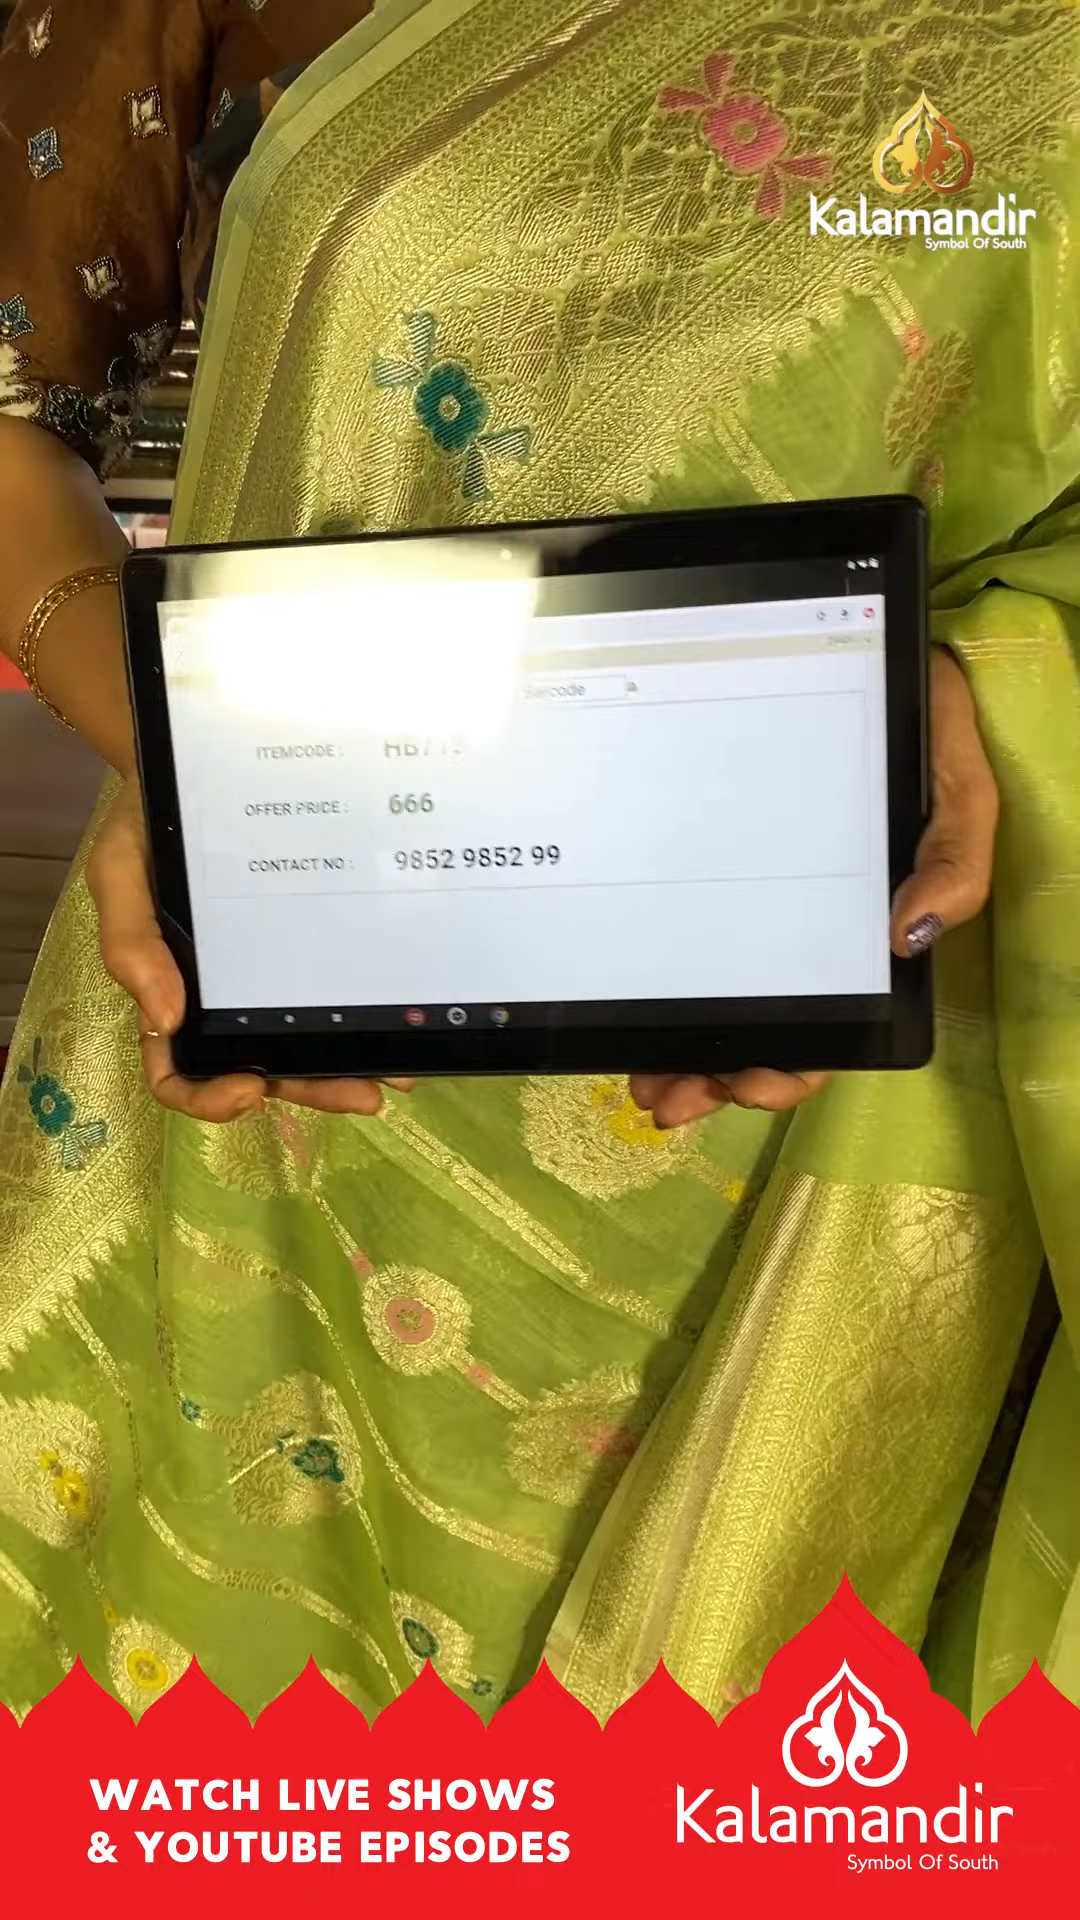 Kalamandir
Symbol Of South
Barcode
ITEMCODE :
OFFER PRICE : 666
CONTACT NO : 9852 9852 99
WATCH LIVE SHOWS
& YOUTUBE EPISODES
Kalamandir
Symbol Of South